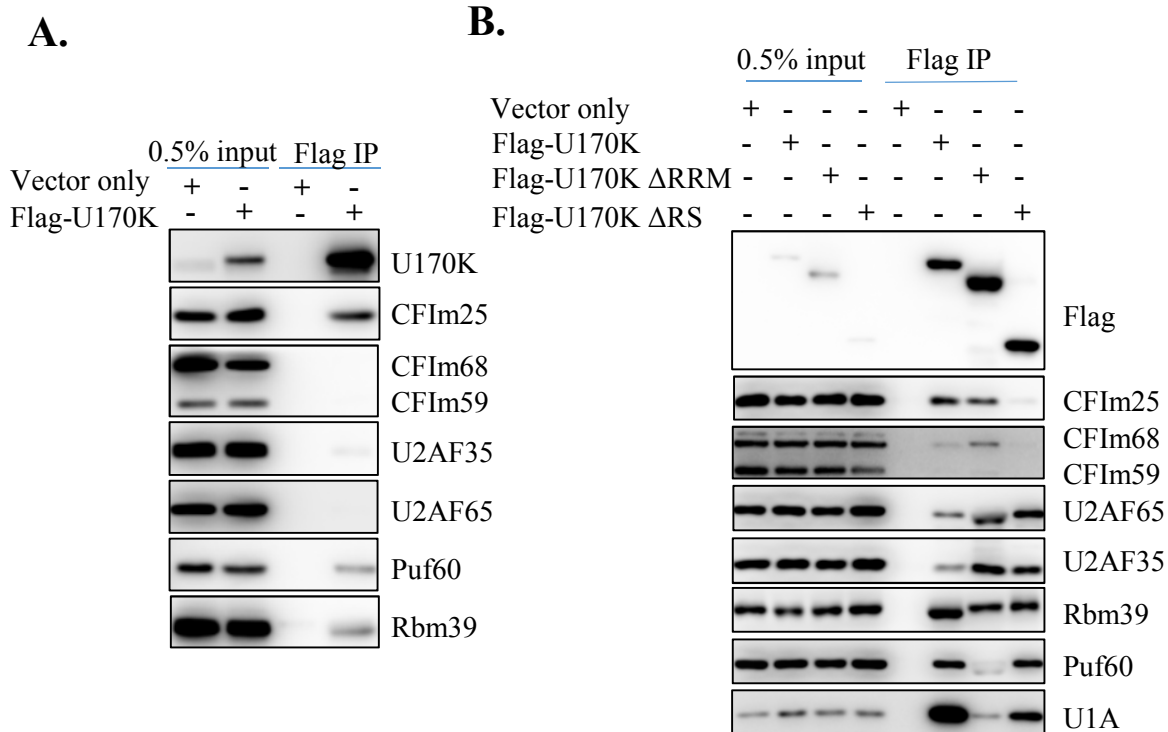 A.
0.5% input Flag IP
Vector only + - + -
Flag-U170K - + - +
U170K
CFIm25
CFIm68
CFIm59
U2AF35
U2AF65
Puf60
Rbm39
B.
0.5% input Flag IP
Vector only + - - - + - - -
Flag-U170K - + - - - + - -
Flag-U170K ΔRRM - - + - - - + -
Flag-U170K ΔRS - - - + - - - +
Flag
CFIm25
CFIm68
CFIm59
U2AF65
U2AF35
Rbm39
Puf60
U1A